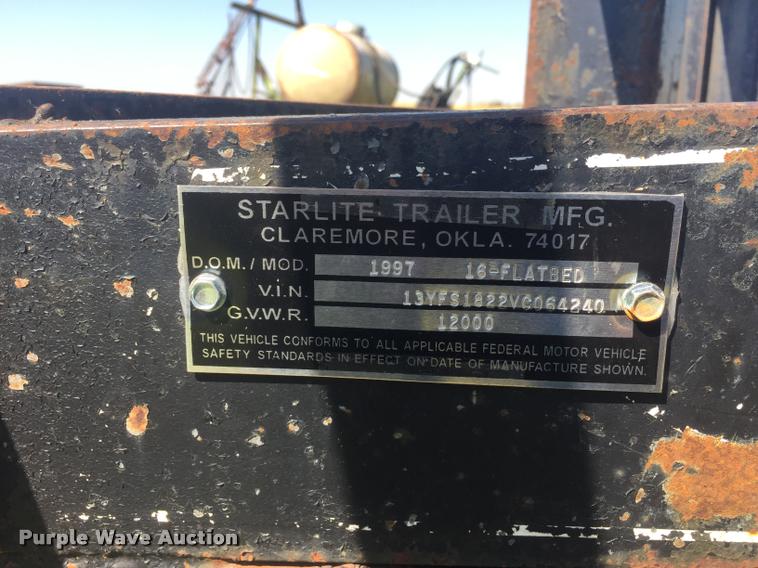 STARLITE TRAILER MFG.
CLAREMORE, OKLA. 74017
D.O.M./MOD. 1997 16-FLATBED
V.I.N. 13YFS1822VC064240
G.V.W.R. 12000
THIS VEHICLE CONFORMS TO ALL APPLICABLE FEDERAL MOTOR VEHICLE
SAFETY STANDARDS IN EFFECT ON DATE OF MANUFACTURE SHOWN.
Purple Wave Auction